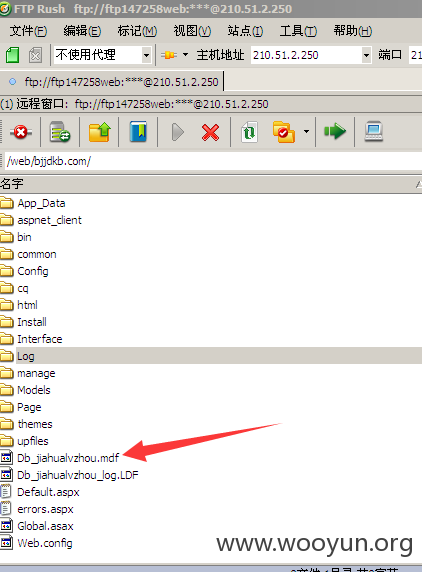 FTP Rush ftp://ftp147258web:***@210.51.2.250
文件(F) 编辑(E) 标记(M) 视图(V) 站点(I) 工具(T) 帮助(H)
不使用代理 主机地址 210.51.2.250 端口 2
ftp://ftp147258web:***@210.51.2.250
(1) 远程窗口: ftp://ftp147258web:***@210.51.2.250
/web/bjjdkb.com/
名字
App_Data
aspnet_client
bin
common
Config
cq
html
Install
Interface
Log
manage
Models
Page
themes
upfiles
Db_jiahualvzhou.mdf
Db_jiahualvzhou_log.LDF
Default.aspx
errors.aspx
Global.asax
Web.config
www.wooyun.org